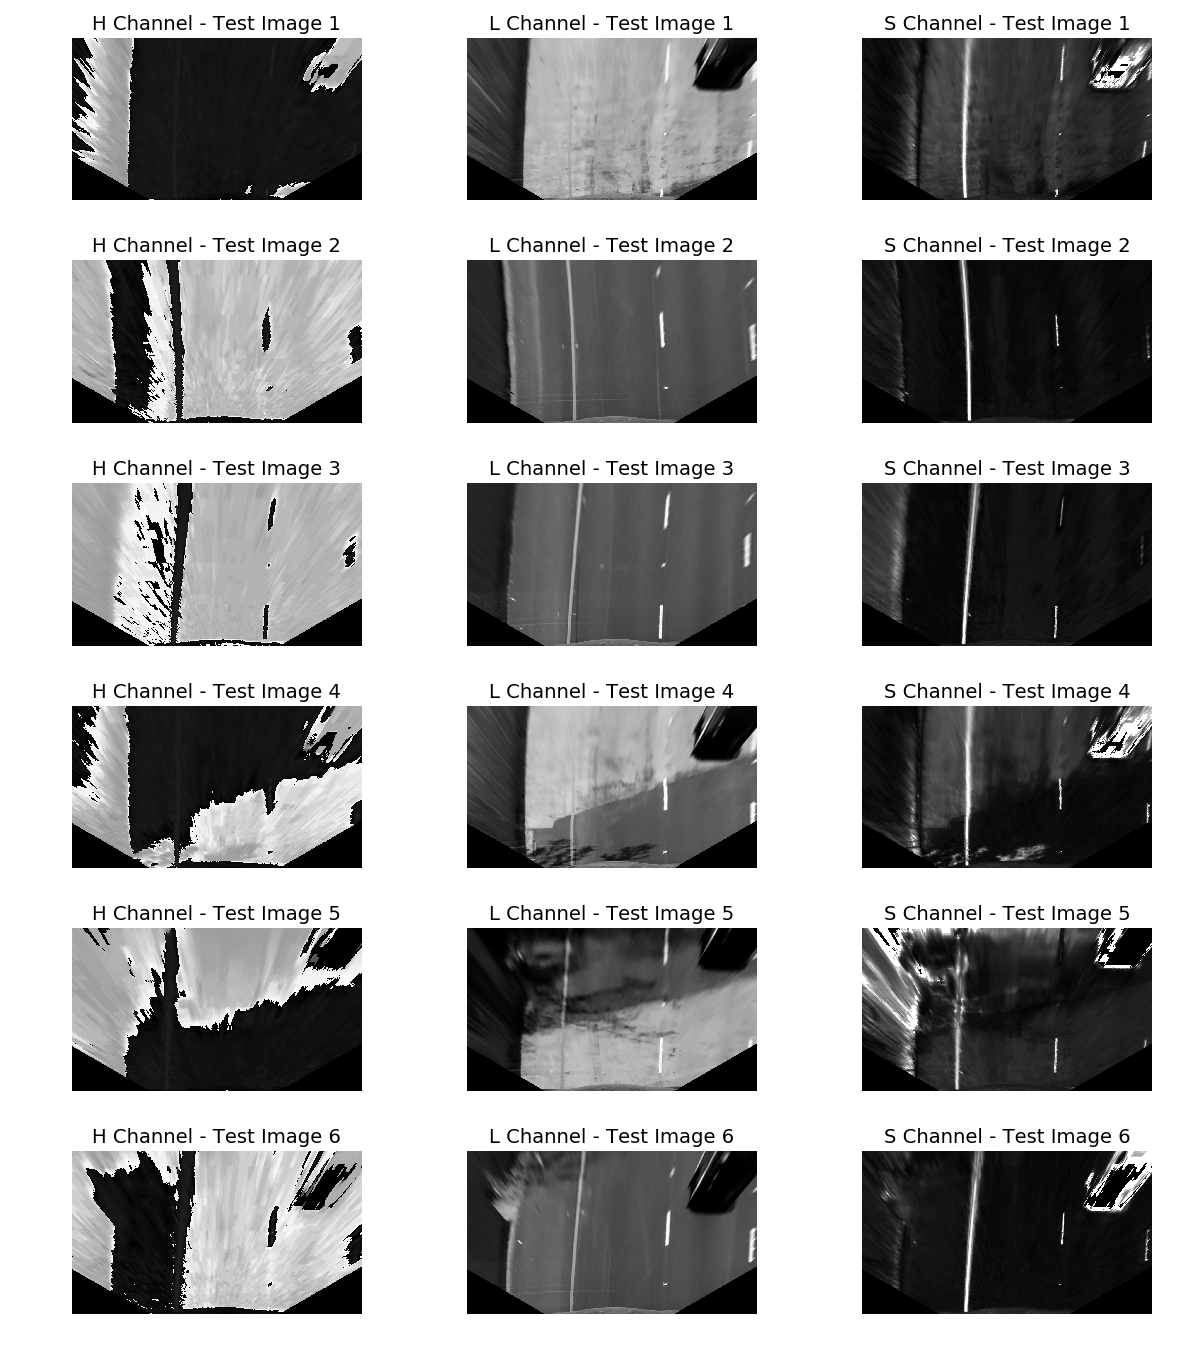 H Channel - Test Image 1
L Channel - Test Image 1
S Channel - Test Image 1
H Channel - Test Image 2
L Channel - Test Image 2
S Channel - Test Image 2
H Channel - Test Image 3
L Channel - Test Image 3
S Channel - Test Image 3
H Channel - Test Image 4
L Channel - Test Image 4
S Channel - Test Image 4
H Channel - Test Image 5
L Channel - Test Image 5
S Channel - Test Image 5
H Channel - Test Image 6
L Channel - Test Image 6
S Channel - Test Image 6